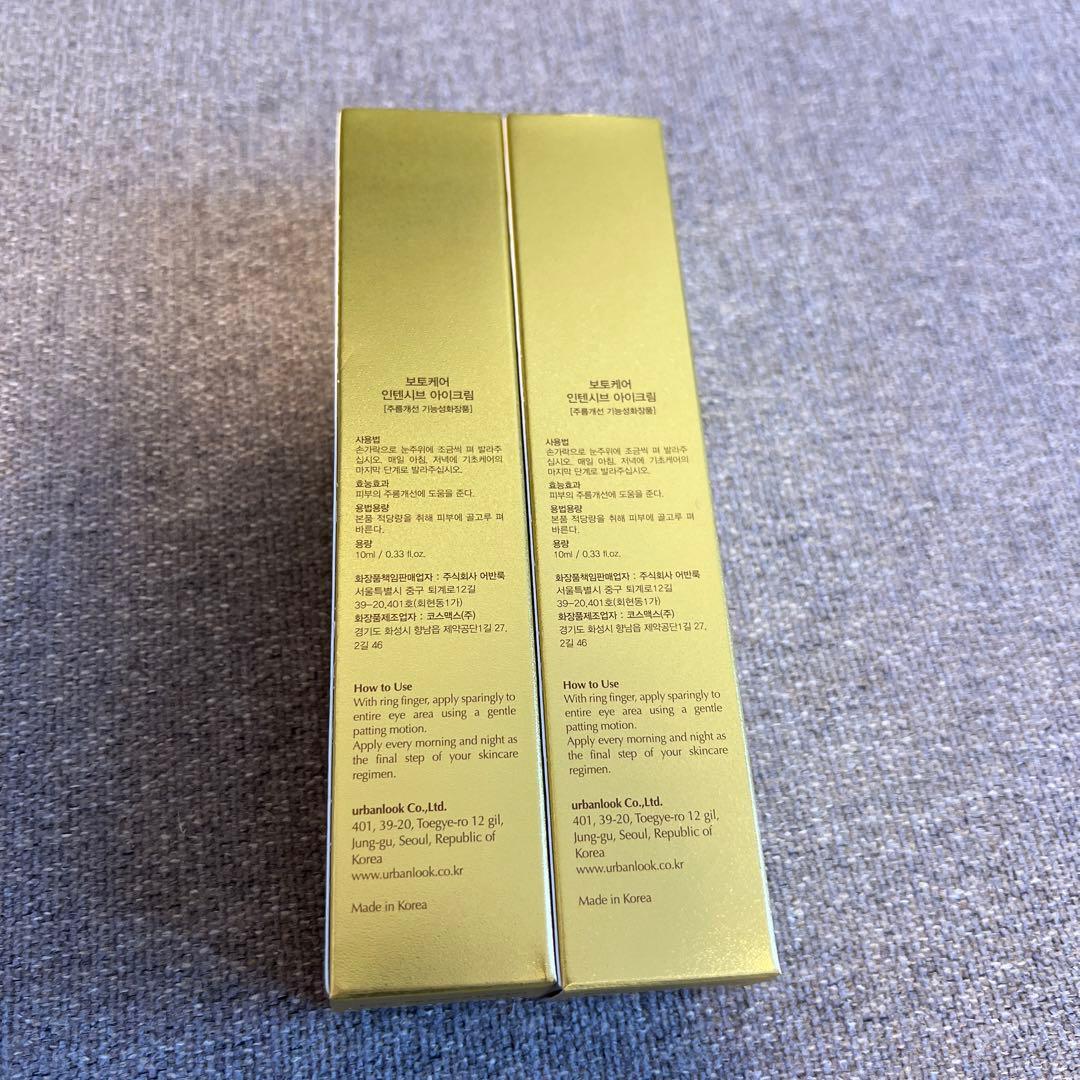 보토케어
인텐시브 아이크림
[주름개선 기능성화장품]
사용법
손가락으로 눈주위에 조금씩 펴 발라주
십시오. 매일 아침, 저녁에 기초케어의
마지막 단계로 발라주십시오.
효능효과
피부의 주름개선에 도움을 준다.
용법용량
본품 적당량을 취해 피부에 골고루 펴
바른다.
용량
10ml / 0.33 fl.oz.
화장품책임판매업자 : 주식회사 어반룩
서울특별시 중구 퇴계로12길
39-20,401호(회현동1가)
화장품제조업자 : 코스맥스(주)
경기도 화성시 향남읍 제약공단1길 27,
2길 46
How to Use
With ring finger, apply sparingly to
entire eye area using a gentle
patting motion.
Apply every morning and night as
the final step of your skincare
regimen.
urbanlook Co.,Ltd.
401, 39-20, Toegye-ro 12 gil,
Jung-gu, Seoul, Republic of
Korea
www.urbanlook.co.kr
Made in Korea
보토케어
인텐시브 아이크림
[주름개선 기능성화장품]
사용법
손가락으로 눈주위에 조금씩 펴 발라주
십시오. 매일 아침, 저녁에 기초케어의
마지막 단계로 발라주십시오.
효능효과
피부의 주름개선에 도움을 준다.
용법용량
본품 적당량을 취해 피부에 골고루 펴
바른다.
용량
10ml / 0.33 fl.oz.
화장품책임판매업자 : 주식회사 어반룩
서울특별시 중구 퇴계로12길
39-20,401호(회현동1가)
화장품제조업자 : 코스맥스(주)
경기도 화성시 향남읍 제약공단1길 27,
2길 46
How to Use
With ring finger, apply sparingly to
entire eye area using a gentle
patting motion.
Apply every morning and night as
the final step of your skincare
regimen.
urbanlook Co.,Ltd.
401, 39-20, Toegye-ro 12 gil,
Jung-gu, Seoul, Republic of
Korea
www.urbanlook.co.kr
Made in Korea